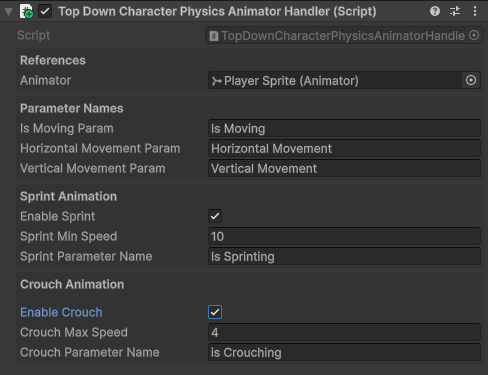 Top Down Character Physics Animator Handler (Script)
Script TopDownCharacterPhysicsAnimatorHandle
References
Animator Player Sprite (Animator)
Parameter Names
Is Moving Param Is Moving
Horizontal Movement Param Horizontal Movement
Vertical Movement Param Vertical Movement
Sprint Animation
Enable Sprint
Sprint Min Speed 10
Sprint Parameter Name Is Sprinting
Crouch Animation
Enable Crouch
Crouch Max Speed 4
Crouch Parameter Name is Crouching